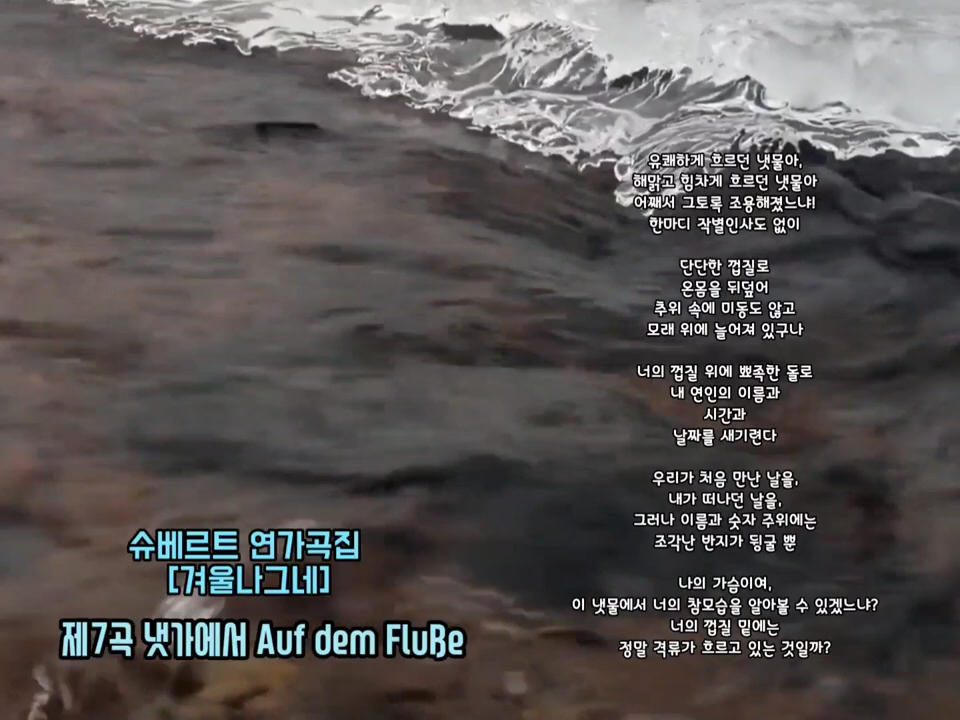 유쾌하게 흐르던 냇물아,
해맑고 힘차게 흐르던 냇물아
어째서 그토록 조용해졌느냐!
한마디 작별인사도 없이
단단한 껍질로
온몸을 뒤덮어
추위 속에 미동도 않고
모래 위에 늘어져 있구나
너의 껍질 위에 뾰족한 돌로
내 연인의 이름과
시간과
날짜를 새기련다
우리가 처음 만난 날을,
내가 떠나던 날을,
그러나 이름과 숫자 주위에는
조각난 반지가 뒹굴 뿐
나의 가슴이여,
이 냇물에서 너의 참모습을 알아볼 수 있겠느냐?
너의 껍질 밑에는
정말 격류가 흐르고 있는 것일까?
슈베르트 연가곡집
[겨울나그네]
제7곡 냇가에서 Auf dem Fluße